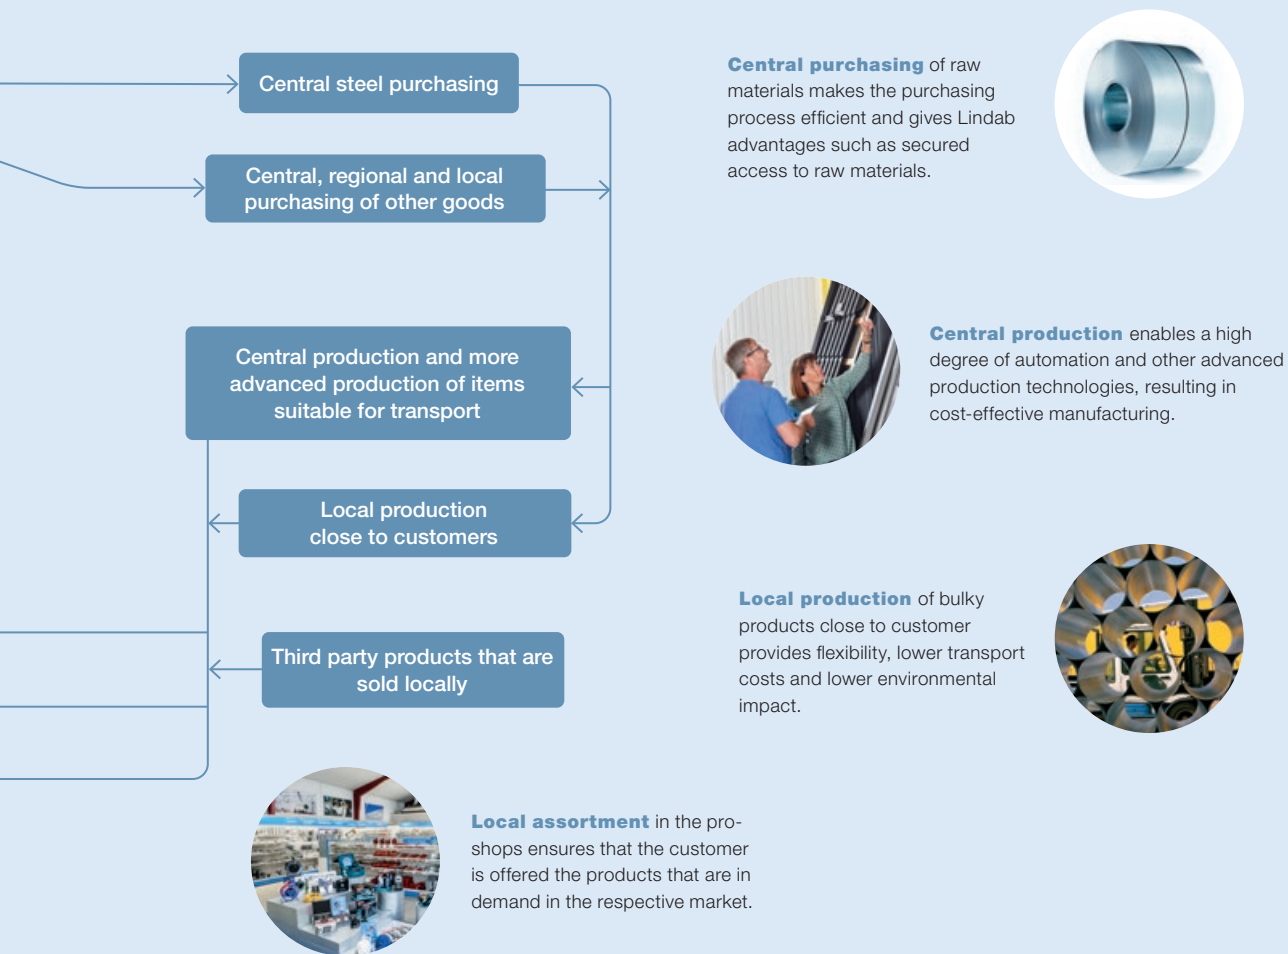 Central steel purchasing
Central, regional and local
purchasing of other goods
Central production and more
advanced production of items
suitable for transport
Local production
close to customers
Third party products that are
sold locally
Central purchasing of raw
materials makes the purchasing
process efficient and gives Lindab
advantages such as secured
access to raw materials.
Central production enables a high
degree of automation and other advanced
production technologies, resulting in
cost-effective manufacturing.
Local production of bulky
products close to customer
provides flexibility, lower transport
costs and lower environmental
impact.
Local assortment in the pro-
shops ensures that the customer
is offered the products that are in
demand in the respective market.